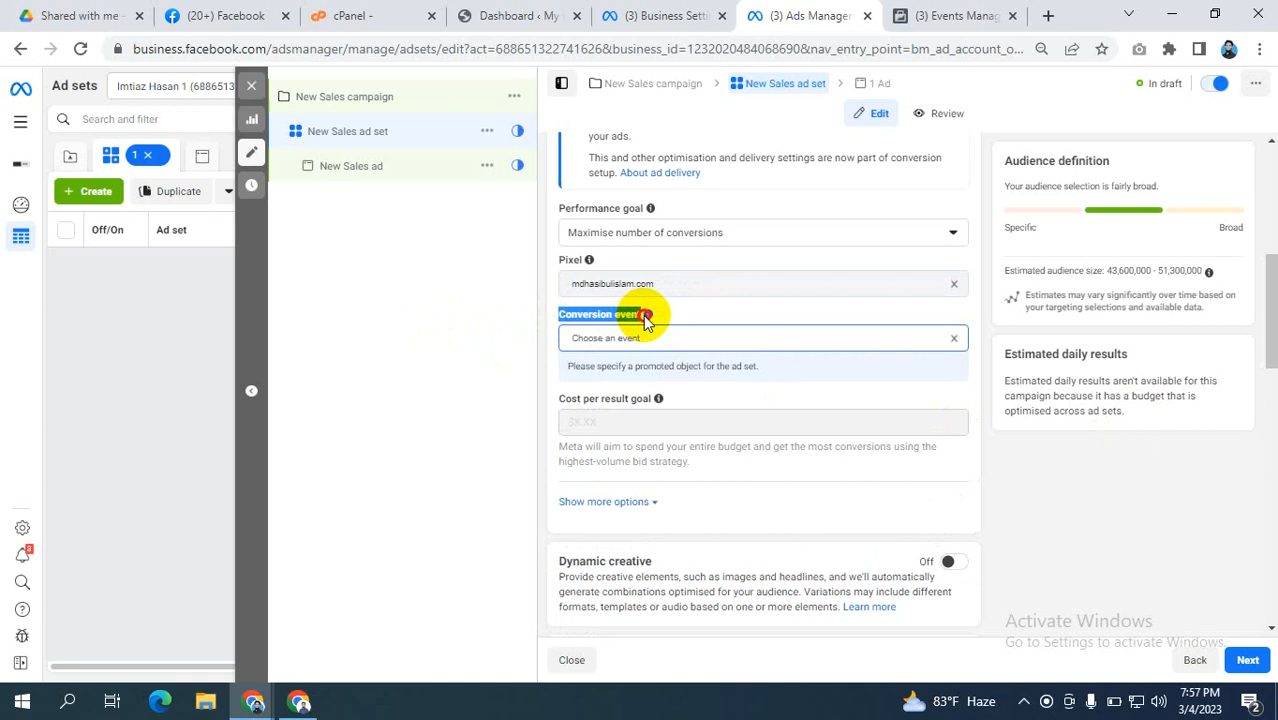 Shared with me
(20+) Facebook
cPanel -
Dashboard ‹ My
(3) Business Sett
(3) Ads Manager
(3) Events Manag
business.facebook.com/adsmanager/manage/adsets/edit?act=688651322741626&business_id=1232020484068690&nav_entry_point=bm_ad_account_o...
Ad sets
Imtiaz Hasan 1 (6886513
Search and filter
1
+ Create
Duplicate
Off/On
Ad set
New Sales campaign
New Sales ad set
New Sales ad
New Sales campaign
New Sales ad set
1 Ad
In draft
Edit
Review
your ads.
This and other optimisation and delivery settings are now part of conversion
setup. About ad delivery
Performance goal
Maximise number of conversions
Pixel
mdhasibulislam.com
Conversion event
Choose an event
Please specify a promoted object for the ad set.
Cost per result goal
$X.XX
Meta will aim to spend your entire budget and get the most conversions using the
highest-volume bid strategy.
Show more options
Dynamic creative
Off
Provide creative elements, such as images and headlines, and we'll automatically
generate combinations optimised for your audience. Variations may include different
formats, templates or audio based on one or more elements. Learn more
Audience definition
Your audience selection is fairly broad.
Specific
Broad
Estimated audience size: 43,600,000 - 51,300,000
Estimates may vary significantly over time based on
your targeting selections and available data.
Estimated daily results
Estimated daily results aren't available for this
campaign because it has a budget that is
optimised across ad sets.
Activate Windows
Go to Settings to activate Windows.
Close
Back
Next
83°F Haze
7:57 PM
3/4/2023
2